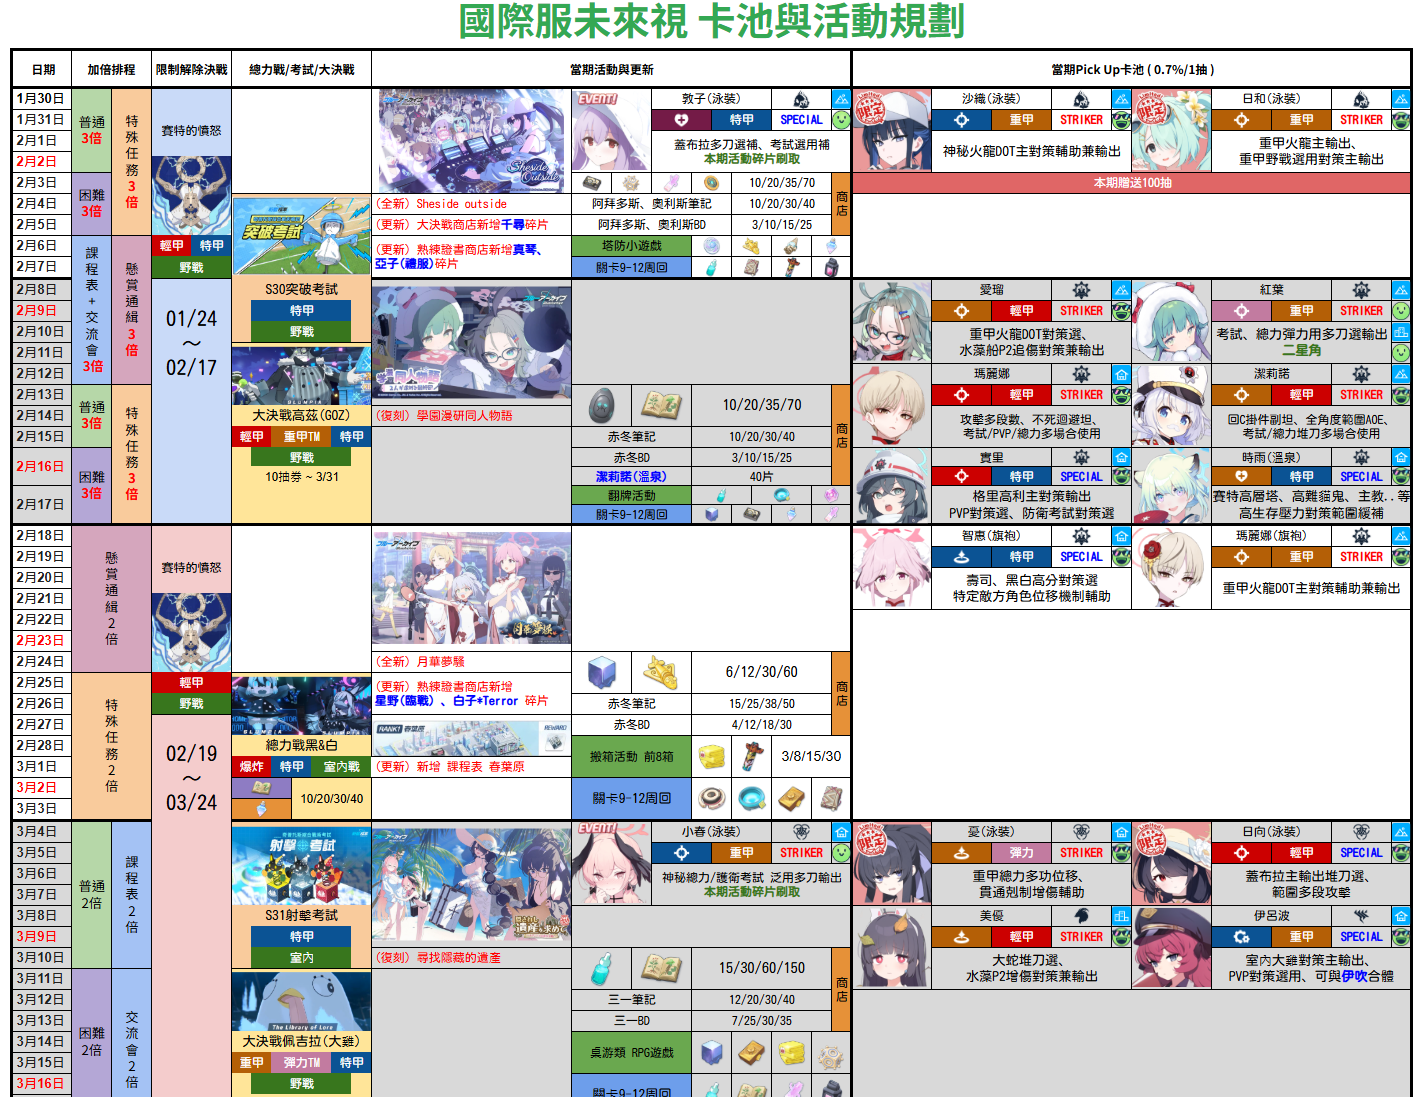 國際服未來視 卡池與活動規劃
日期
加倍排程
限制解除決戰
總力戰/考試/大決戰
當期活動與更新
當期Pick Up卡池 ( 0.7%/1抽 )
1月30日
1月31日
2月1日
2月2日
2月3日
2月4日
2月5日
2月6日
2月7日
普通
3倍
困難
3倍
特殊任務3倍
課程表+交流會3倍
懸賞通緝3倍
賽特的憤怒
輕甲 特甲
野戰
01/24
～
02/17
突破考試
S30突破考試
特甲
野戰
Sheside Outside
(全新) Sheside outside
(更新) 大決戰商店新增千尋碎片
(更新) 熟練證書商店新增真琴、
亞子(禮服)碎片
EVENT!
敦子(泳裝)
特甲 SPECIAL
蓋布拉多刀選補、考試選用補
本期活動碎片刷取
10/20/35/70
阿拜多斯、奧利斯筆記 10/20/30/40
阿拜多斯、奧利斯BD 3/10/15/25
商店
塔防小遊戲
關卡9-12周回
限定
沙織(泳裝)
重甲 STRIKER
神秘火龍DOT主對策輔助兼輸出
限定
日和(泳裝)
重甲 STRIKER
重甲火龍主輸出、
重甲野戰選用對策主輸出
本期贈送100抽
2月8日
2月9日
2月10日
2月11日
2月12日
2月13日
2月14日
2月15日
2月16日
2月17日
普通
3倍
困難
3倍
特殊任務3倍
SLUMPIA
大決戰高茲(GOZ)
輕甲 重甲TM 特甲
野戰
10抽券 ~ 3/31
ブルーアーカイブ
(復刻) 學園漫研同人物語
10/20/35/70
赤冬筆記 10/20/30/40
赤冬BD 3/10/15/25
潔莉諾(溫泉) 40片
商店
翻牌活動
關卡9-12周回
愛瑠
輕甲 STRIKER
重甲火龍DOT對策選、
水藻船P2追傷對策兼輸出
紅葉
重甲 STRIKER
考試、總力彈力用多刀選輸出
二星角
瑪麗娜
輕甲 STRIKER
攻擊多段數、不死迴避坦、
考試/PVP/總力多場合使用
潔莉諾
輕甲 STRIKER
回C掛件副坦、全角度範圍AOE、
考試/總力堆刀多場合使用
實里
特甲 SPECIAL
格里高利主對策輸出
PVP對策選、防衛考試對策選
時雨(溫泉)
特甲 SPECIAL
賽特高層塔、高難貓鬼、主教..等
高生存壓力對策範圍緩補
2月18日
2月19日
2月20日
2月21日
2月22日
2月23日
2月24日
2月25日
2月26日
2月27日
2月28日
3月1日
3月2日
3月3日
懸賞通緝2倍
特殊任務2倍
賽特的憤怒
輕甲
野戰
02/19
～
03/24
SLUMPIA SLUMPIA
總力戰黑&白
爆炸 特甲 室內戰
10/20/30/40
(全新) 月華夢騷
(更新) 熟練證書商店新增
星野(臨戰) 、白子*Terror 碎片
RANK1 春葉原
REWARD
(更新) 新增 課程表 春葉原
6/12/30/60
赤冬筆記 15/25/38/50
赤冬BD 4/12/18/30
商店
搬箱活動 前8箱 3/8/15/30
關卡9-12周回
智惠(旗袍)
特甲 SPECIAL
壽司、黑白高分對策選
特定敵方角色位移機制輔助
瑪麗娜(旗袍)
重甲 STRIKER
重甲火龍DOT主對策輔助兼輸出
3月4日
3月5日
3月6日
3月7日
3月8日
3月9日
3月10日
3月11日
3月12日
3月13日
3月14日
3月15日
3月16日
普通
2倍
課程表2倍
困難
2倍
交流會2倍
射擊考試
S31射擊考試
特甲
室內
The Library of Lore
大決戰佩吉拉(大雞)
重甲 彈力TM 特甲
野戰
(復刻) 尋找隱藏的遺產
EVENT!
小春(泳裝)
重甲 STRIKER
神秘總力/護衛考試 泛用多刀輸出
本期活動碎片刷取
15/30/60/150
三一筆記 12/20/30/40
三一BD 7/25/30/35
商店
桌游類 RPG遊戲
關卡9-12周回
限定
憂(泳裝)
彈力 STRIKER
重甲總力多功位移、
貫通剋制增傷輔助
限定
日向(泳裝)
輕甲 SPECIAL
蓋布拉主輸出堆刀選、
範圍多段攻擊
美優
輕甲 STRIKER
大蛇堆刀選、
水藻P2增傷對策兼輸出
伊呂波
重甲 SPECIAL
室內大雞對策主輸出、
PVP對策選用、可與伊吹合體